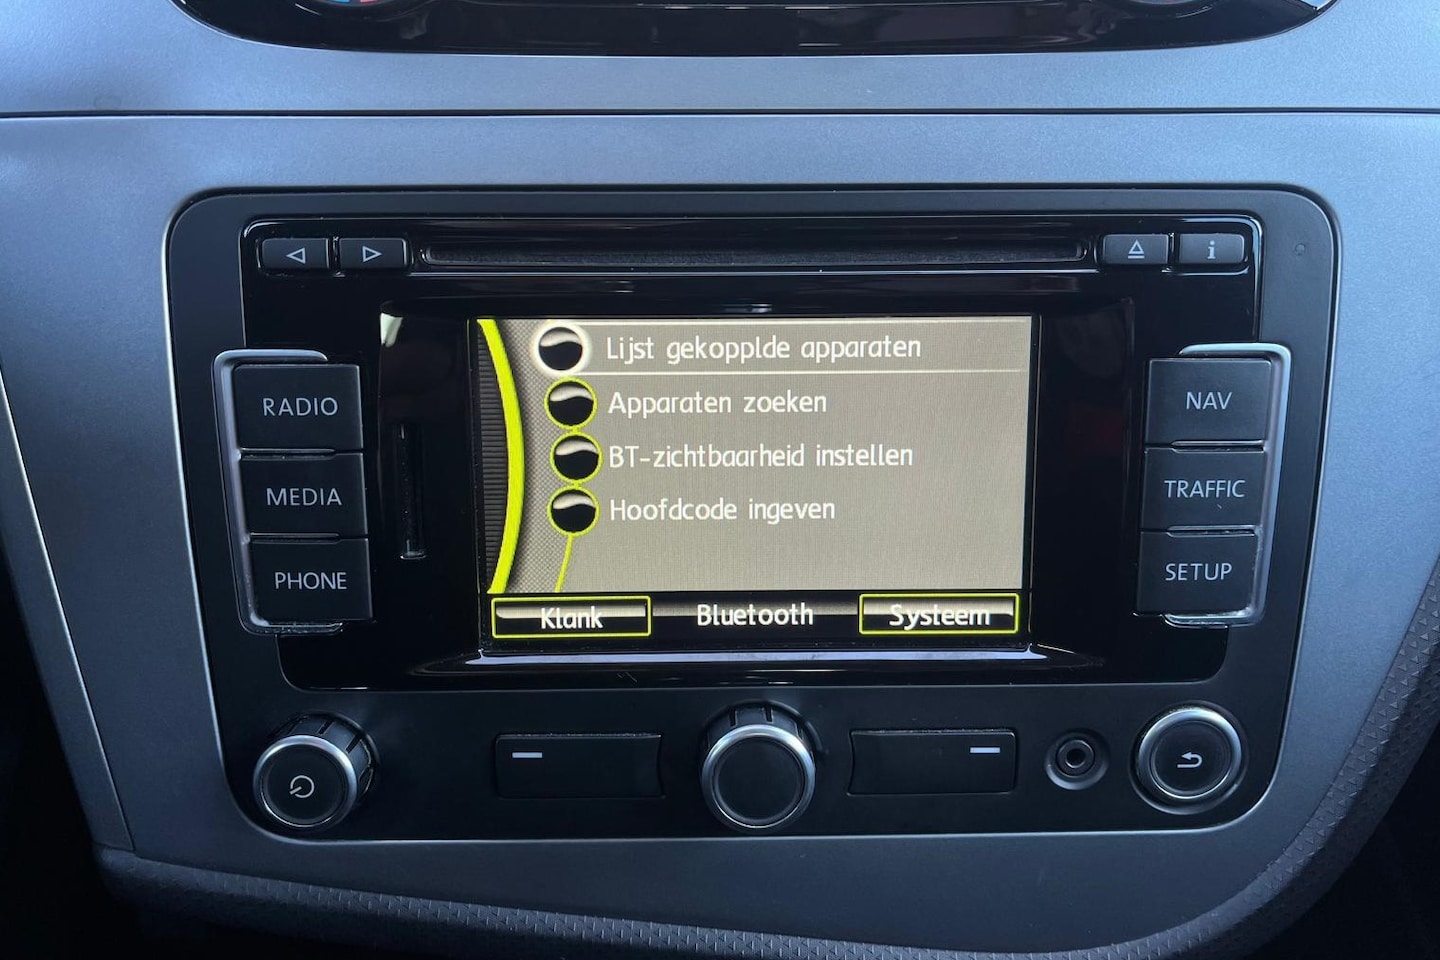 i
RADIO
MEDIA
PHONE
Lijst gekopplde apparaten
Apparaten zoeken
BT-zichtbaarheid instellen
Hoofdcode ingeven
Klank
Bluetooth
Systeem
NAV
TRAFFIC
SETUP